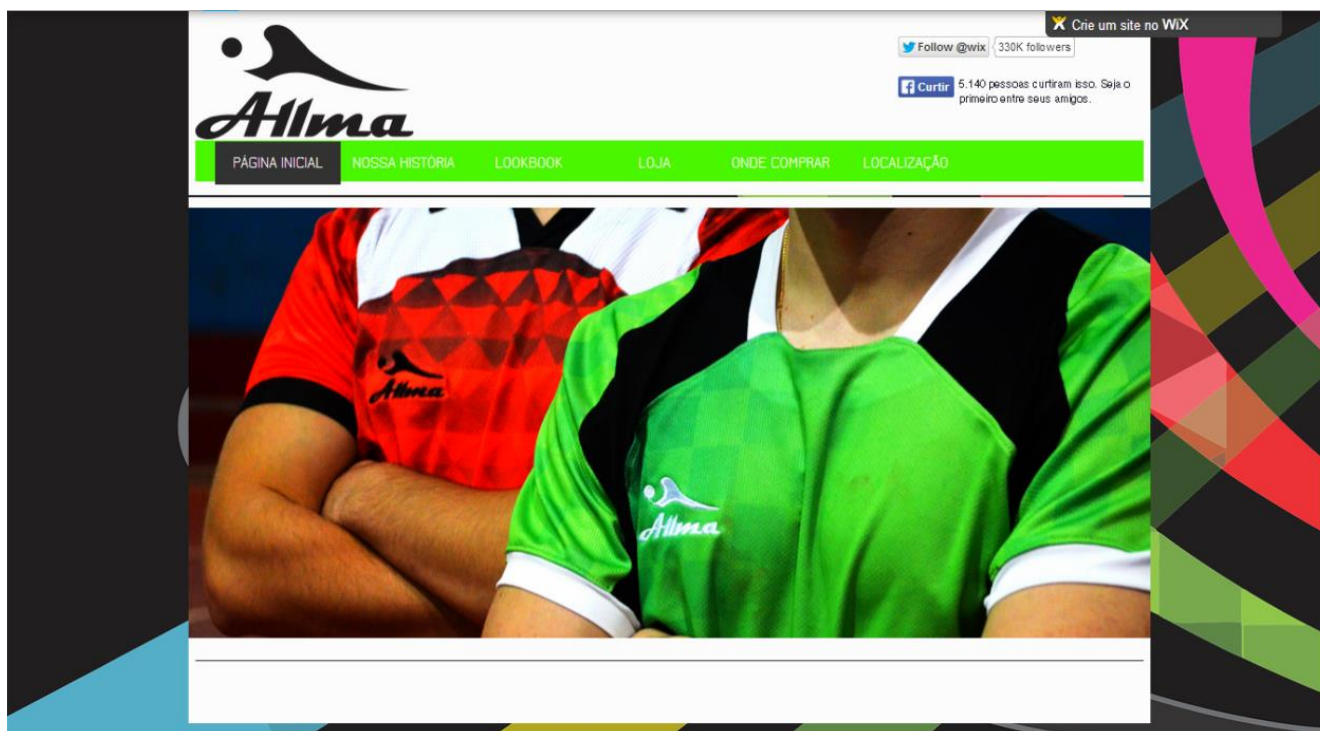 Crie um site no WiX
Follow @wix 330K followers
Curtir 5.140 pessoas curtiram isso. Seja o
primeiro entre seus amigos.
Allma
PÁGINA INICIAL NOSSA HISTÓRIA LOOKBOOK LOJA ONDE COMPRAR LOCALIZAÇÃO
Allma
Allma